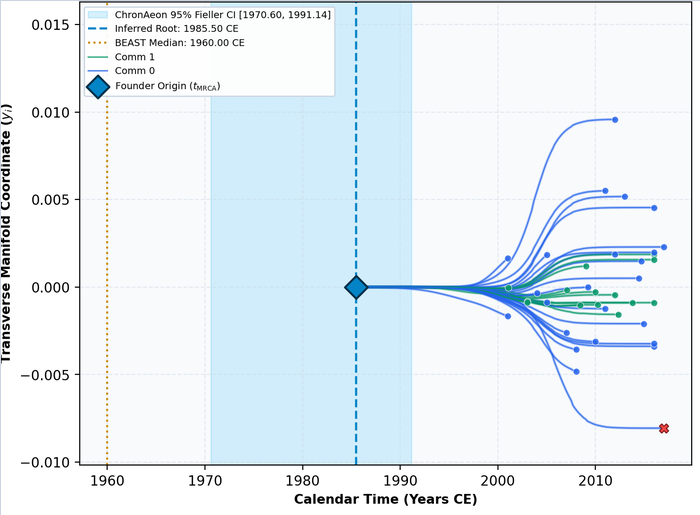 ChronAeon 95% Fieller CI [1970.60, 1991.14]
Inferred Root: 1985.50 CE
BEAST Median: 1960.00 CE
Comm 1
Comm 0
Founder Origin (t_MRCA)
0.015
0.010
0.005
0.000
−0.005
−0.010
Transverse Manifold Coordinate (y_i)
1960 1970 1980 1990 2000 2010
Calendar Time (Years CE)